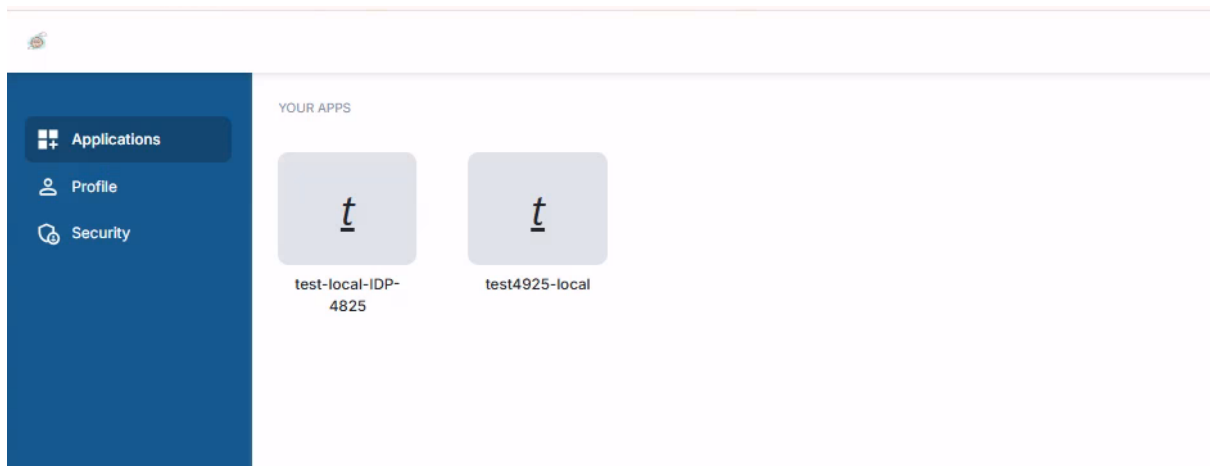 Applications
Profile
Security
YOUR APPS
t
t
test-local-IDP-
4825
test4925-local